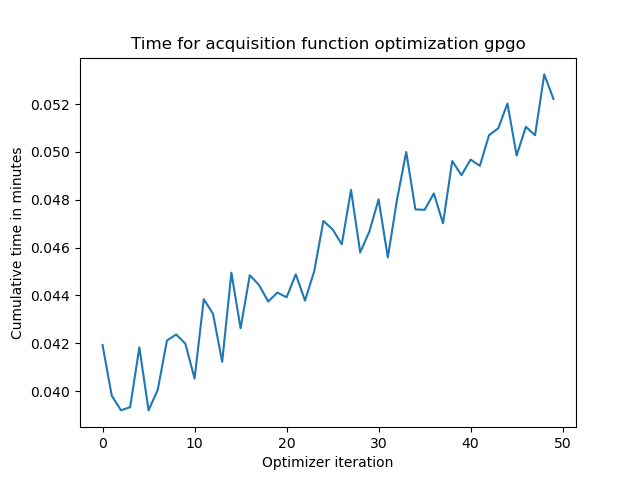 Time for acquisition function optimization gpgo
Cumulative time in minutes
0.052
0.050
0.048
0.046
0.044
0.042
0.040
0 10 20 30 40 50
Optimizer iteration